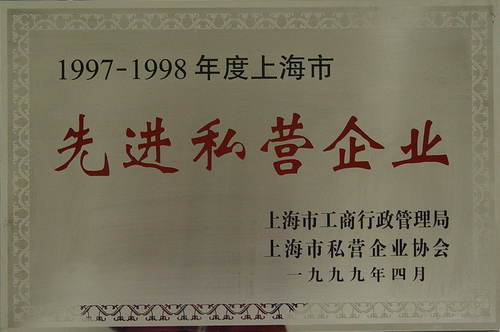 1997-1998 年度上海市
先进私营企业
上海市工商行政管理局
上海市私营企业协会
一九九九年四月